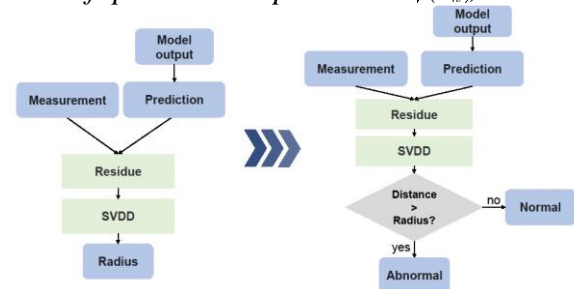 Model
output
Measurement
Prediction
Residue
SVDD
Radius
Model
output
Measurement
Prediction
Residue
SVDD
Distance
>
Radius?
no
Normal
yes
Abnormal